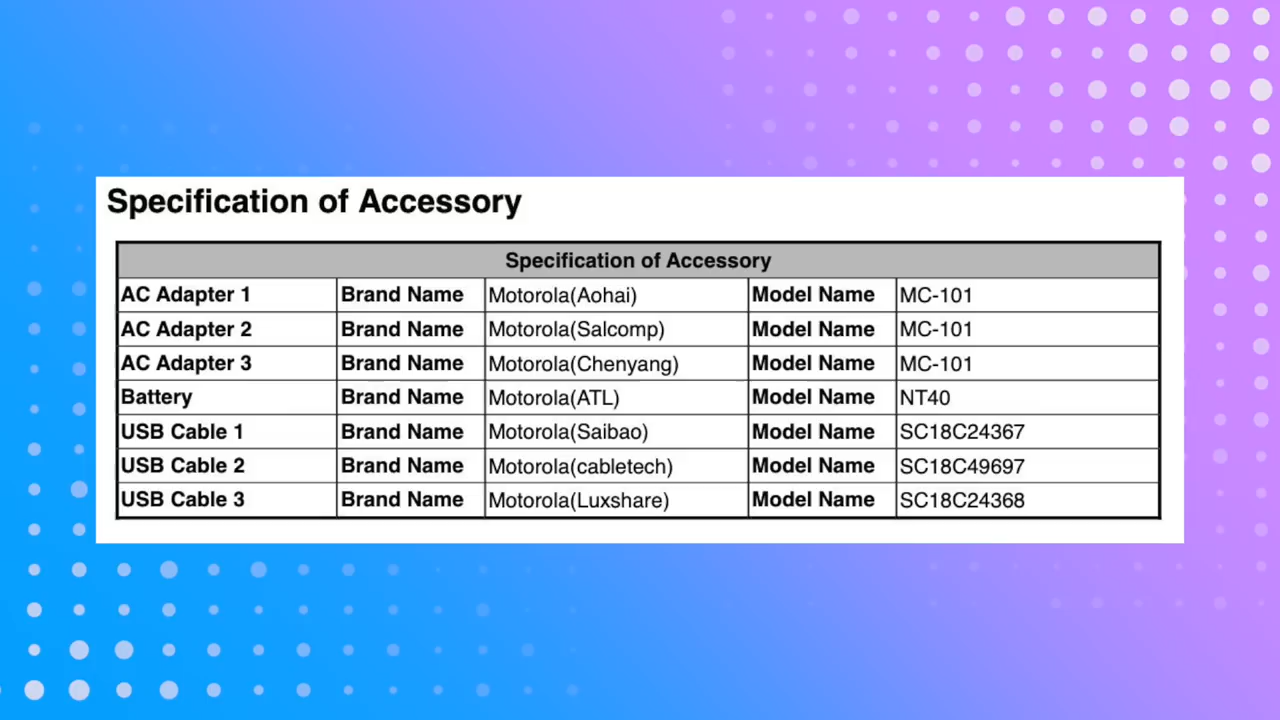 Specification of Accessory
Specification of Accessory
AC Adapter 1 Brand Name Motorola(Aohai) Model Name MC-101
AC Adapter 2 Brand Name Motorola(Salcomp) Model Name MC-101
AC Adapter 3 Brand Name Motorola(Chenyang) Model Name MC-101
Battery Brand Name Motorola(ATL) Model Name NT40
USB Cable 1 Brand Name Motorola(Saibao) Model Name SC18C24367
USB Cable 2 Brand Name Motorola(cabletech) Model Name SC18C49697
USB Cable 3 Brand Name Motorola(Luxshare) Model Name SC18C24368